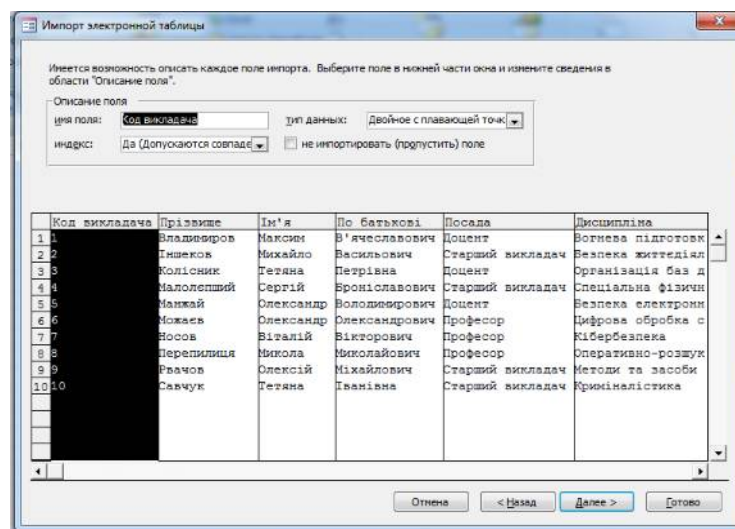 Импорт электронной таблицы
Имеется возможность описать каждое поле импорта. Выберите поле в нижней части окна и измените сведения в
области "Описание поля".
Описание поля
имя поля: Код викладача тип данных: Двойное с плавающей точк
индекс: Да (Допускаются совпаде не импортировать (пропустить) поле
Код викладача Прізвище Ім'я По батькові Посада Дисципліна
1 1 Владимиров Максим В'ячеславович Доцент Вогнева підготовк
2 2 Іншеков Михайло Васильович Старший викладач Безпека життєдіял
3 3 Колісник Тетяна Петрівна Доцент Організація баз д
4 4 Малолєпший Сергій Броніславович Старший викладач Спеціальна фізичн
5 5 Манжай Олександр Володимирович Доцент Безпека електронн
6 6 Можаєв Олександр Олександрович Професор Цифрова обробка с
7 7 Носов Віталій Вікторович Професор Кібербезпека
8 8 Перепилиця Микола Миколайович Професор Оперативно-розшук
9 9 Рвачов Олексій Міхайлович Старший викладач Методи та засоби
10 10 Савчук Тетяна Іванівна Старший викладач Криміналістика
Отмена < Назад Далее > Готово